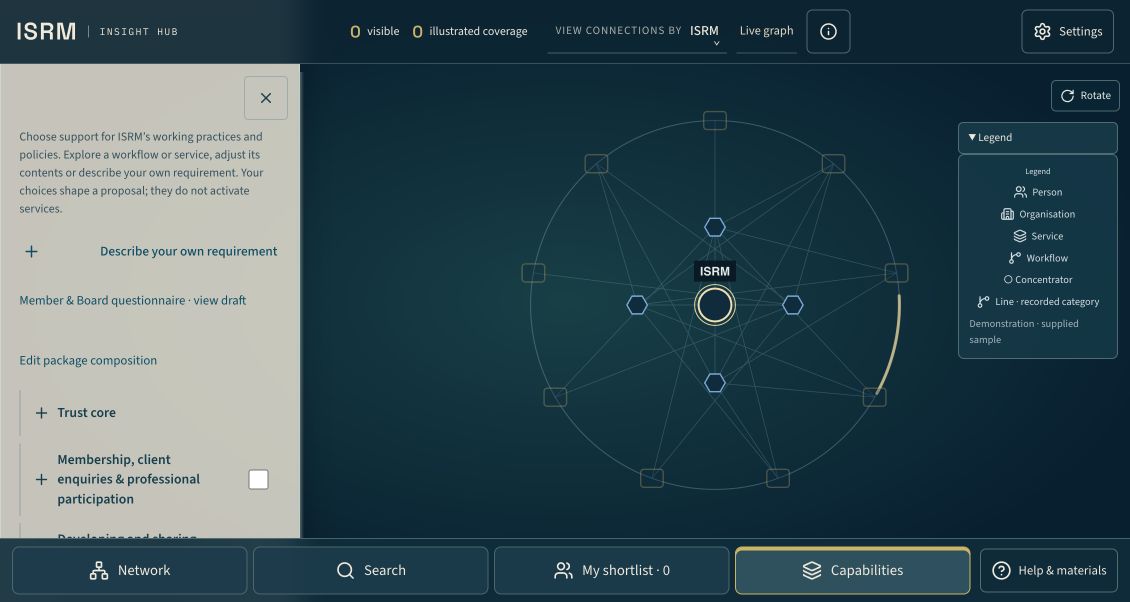 ISRM | INSIGHT HUB
0 visible 0 illustrated coverage
VIEW CONNECTIONS BY ISRM
Live graph
Settings
Choose support for ISRM's working practices and
policies. Explore a workflow or service, adjust its
contents or describe your own requirement. Your
choices shape a proposal; they do not activate
services.
Describe your own requirement
Member & Board questionnaire · view draft
Edit package composition
Trust core
Membership, client
enquiries & professional
participation
Developing and sharing
ISRM
Rotate
Legend
Legend
Person
Organisation
Service
Workflow
Concentrator
Line · recorded category
Demonstration · supplied
sample
Network
Search
My shortlist · 0
Capabilities
Help & materials